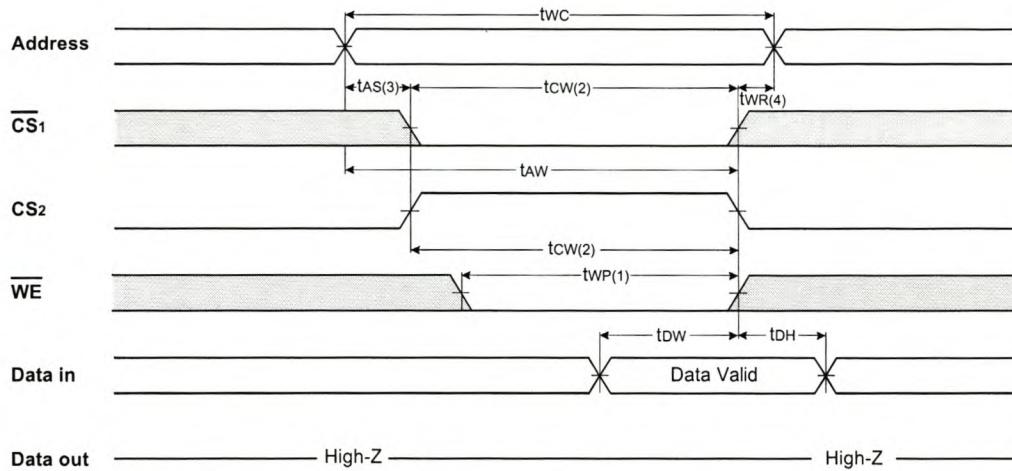 tWC
Address
tAS(3) tCW(2) tWR(4)
CS1
tAW
CS2
tCW(2)
tWP(1)
WE
tDW tDH
Data in Data Valid
Data out High-Z High-Z